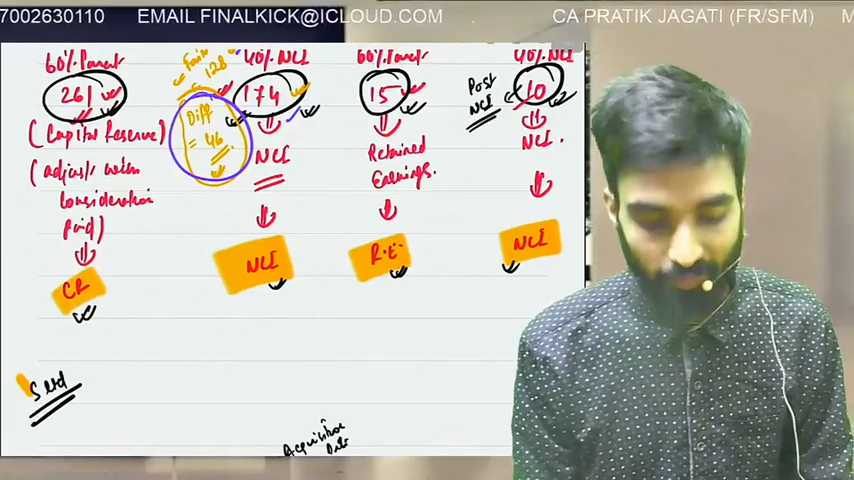 7002630110 EMAIL FINALKICK@ICLOUD.COM CA PRATIK JAGATI (FR/SFM) M
60% Parent
261
(Capital Reserve)
(adjust with
Consideration
paid)
CR
Fair
128
Diff
= 46
40% NCI
174
NCI
NCI
60% Parent
15
Retained
Earnings.
R.E.
40% NCI
Post
NCI
10
NCI.
NCI
Acquisition
Date